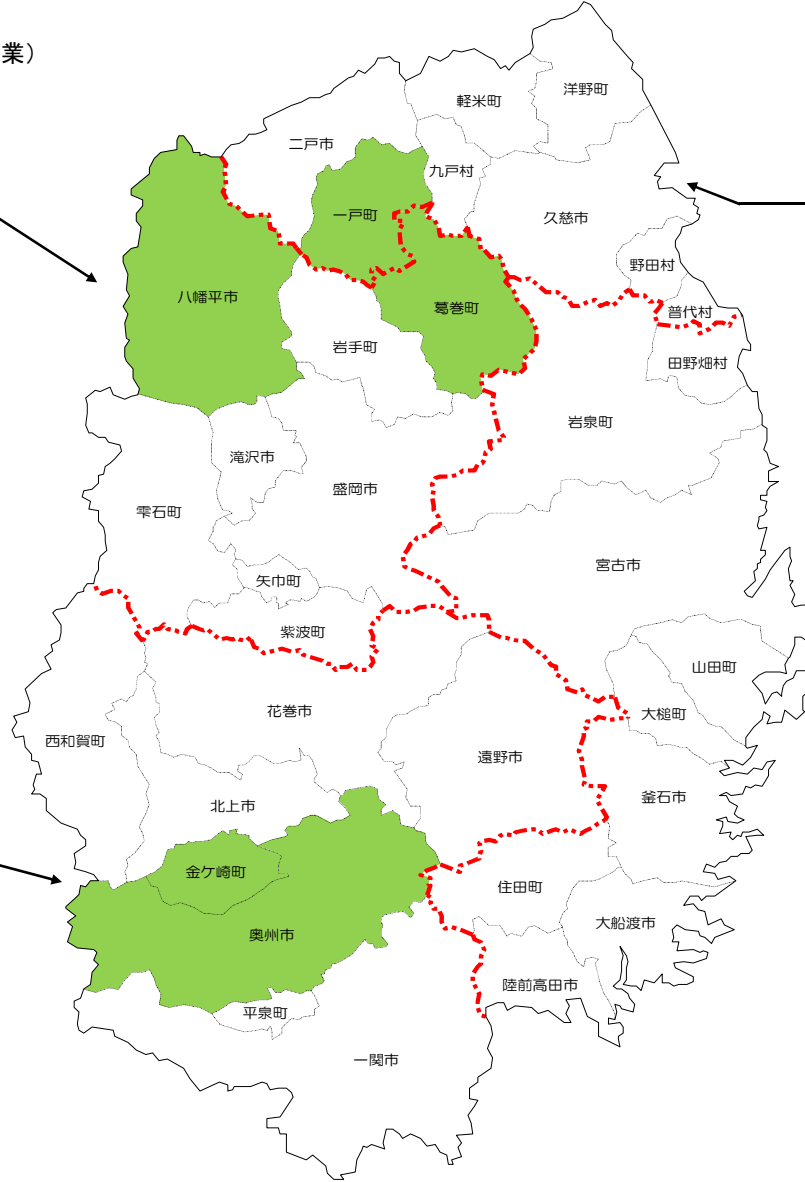 業）
洋野町
軽米町
二戸市
九戸村
一戸町
久慈市
野田村
八幡平市
葛巻町
普代村
岩手町
田野畑村
岩泉町
滝沢市
盛岡市
雫石町
宮古市
矢巾町
紫波町
山田町
花巻市
大槌町
西和賀町
遠野市
釜石市
北上市
金ケ崎町
住田町
大船渡市
奥州市
陸前高田市
平泉町
一関市